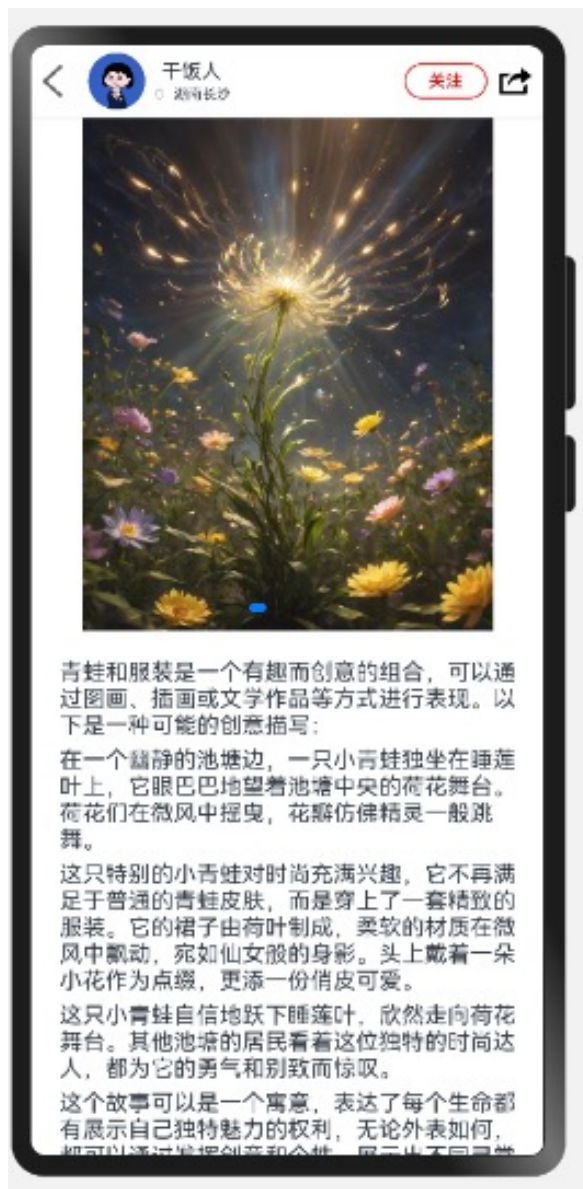 干饭人
湖南长沙
关注
青蛙和服装是一个有趣而创意的组合，可以通
过图画、插画或文学作品等方式进行表现。以
下是一种可能的创意描写：
在一个幽静的池塘边，一只小青蛙独坐在睡莲
叶上，它眼巴巴地望着池塘中央的荷花舞台。
荷花们在微风中摇曳，花瓣仿佛精灵一般跳
舞。
这只特别的小青蛙对时尚充满兴趣，它不再满
足于普通的青蛙皮肤，而是穿上了一套精致的
服装。它的裙子由荷叶制成，柔软的材质在微
风中飘动，宛如仙女般的身影。头上戴着一朵
小花作为点缀，更添一份俏皮可爱。
这只小青蛙自信地跃下睡莲叶，欣然走向荷花
舞台。其他池塘的居民看着这位独特的时尚达
人，都为它的勇气和别致而惊叹。
这个故事可以是一个寓意，表达了每个生命都
有展示自己独特魅力的权利，无论外表如何，